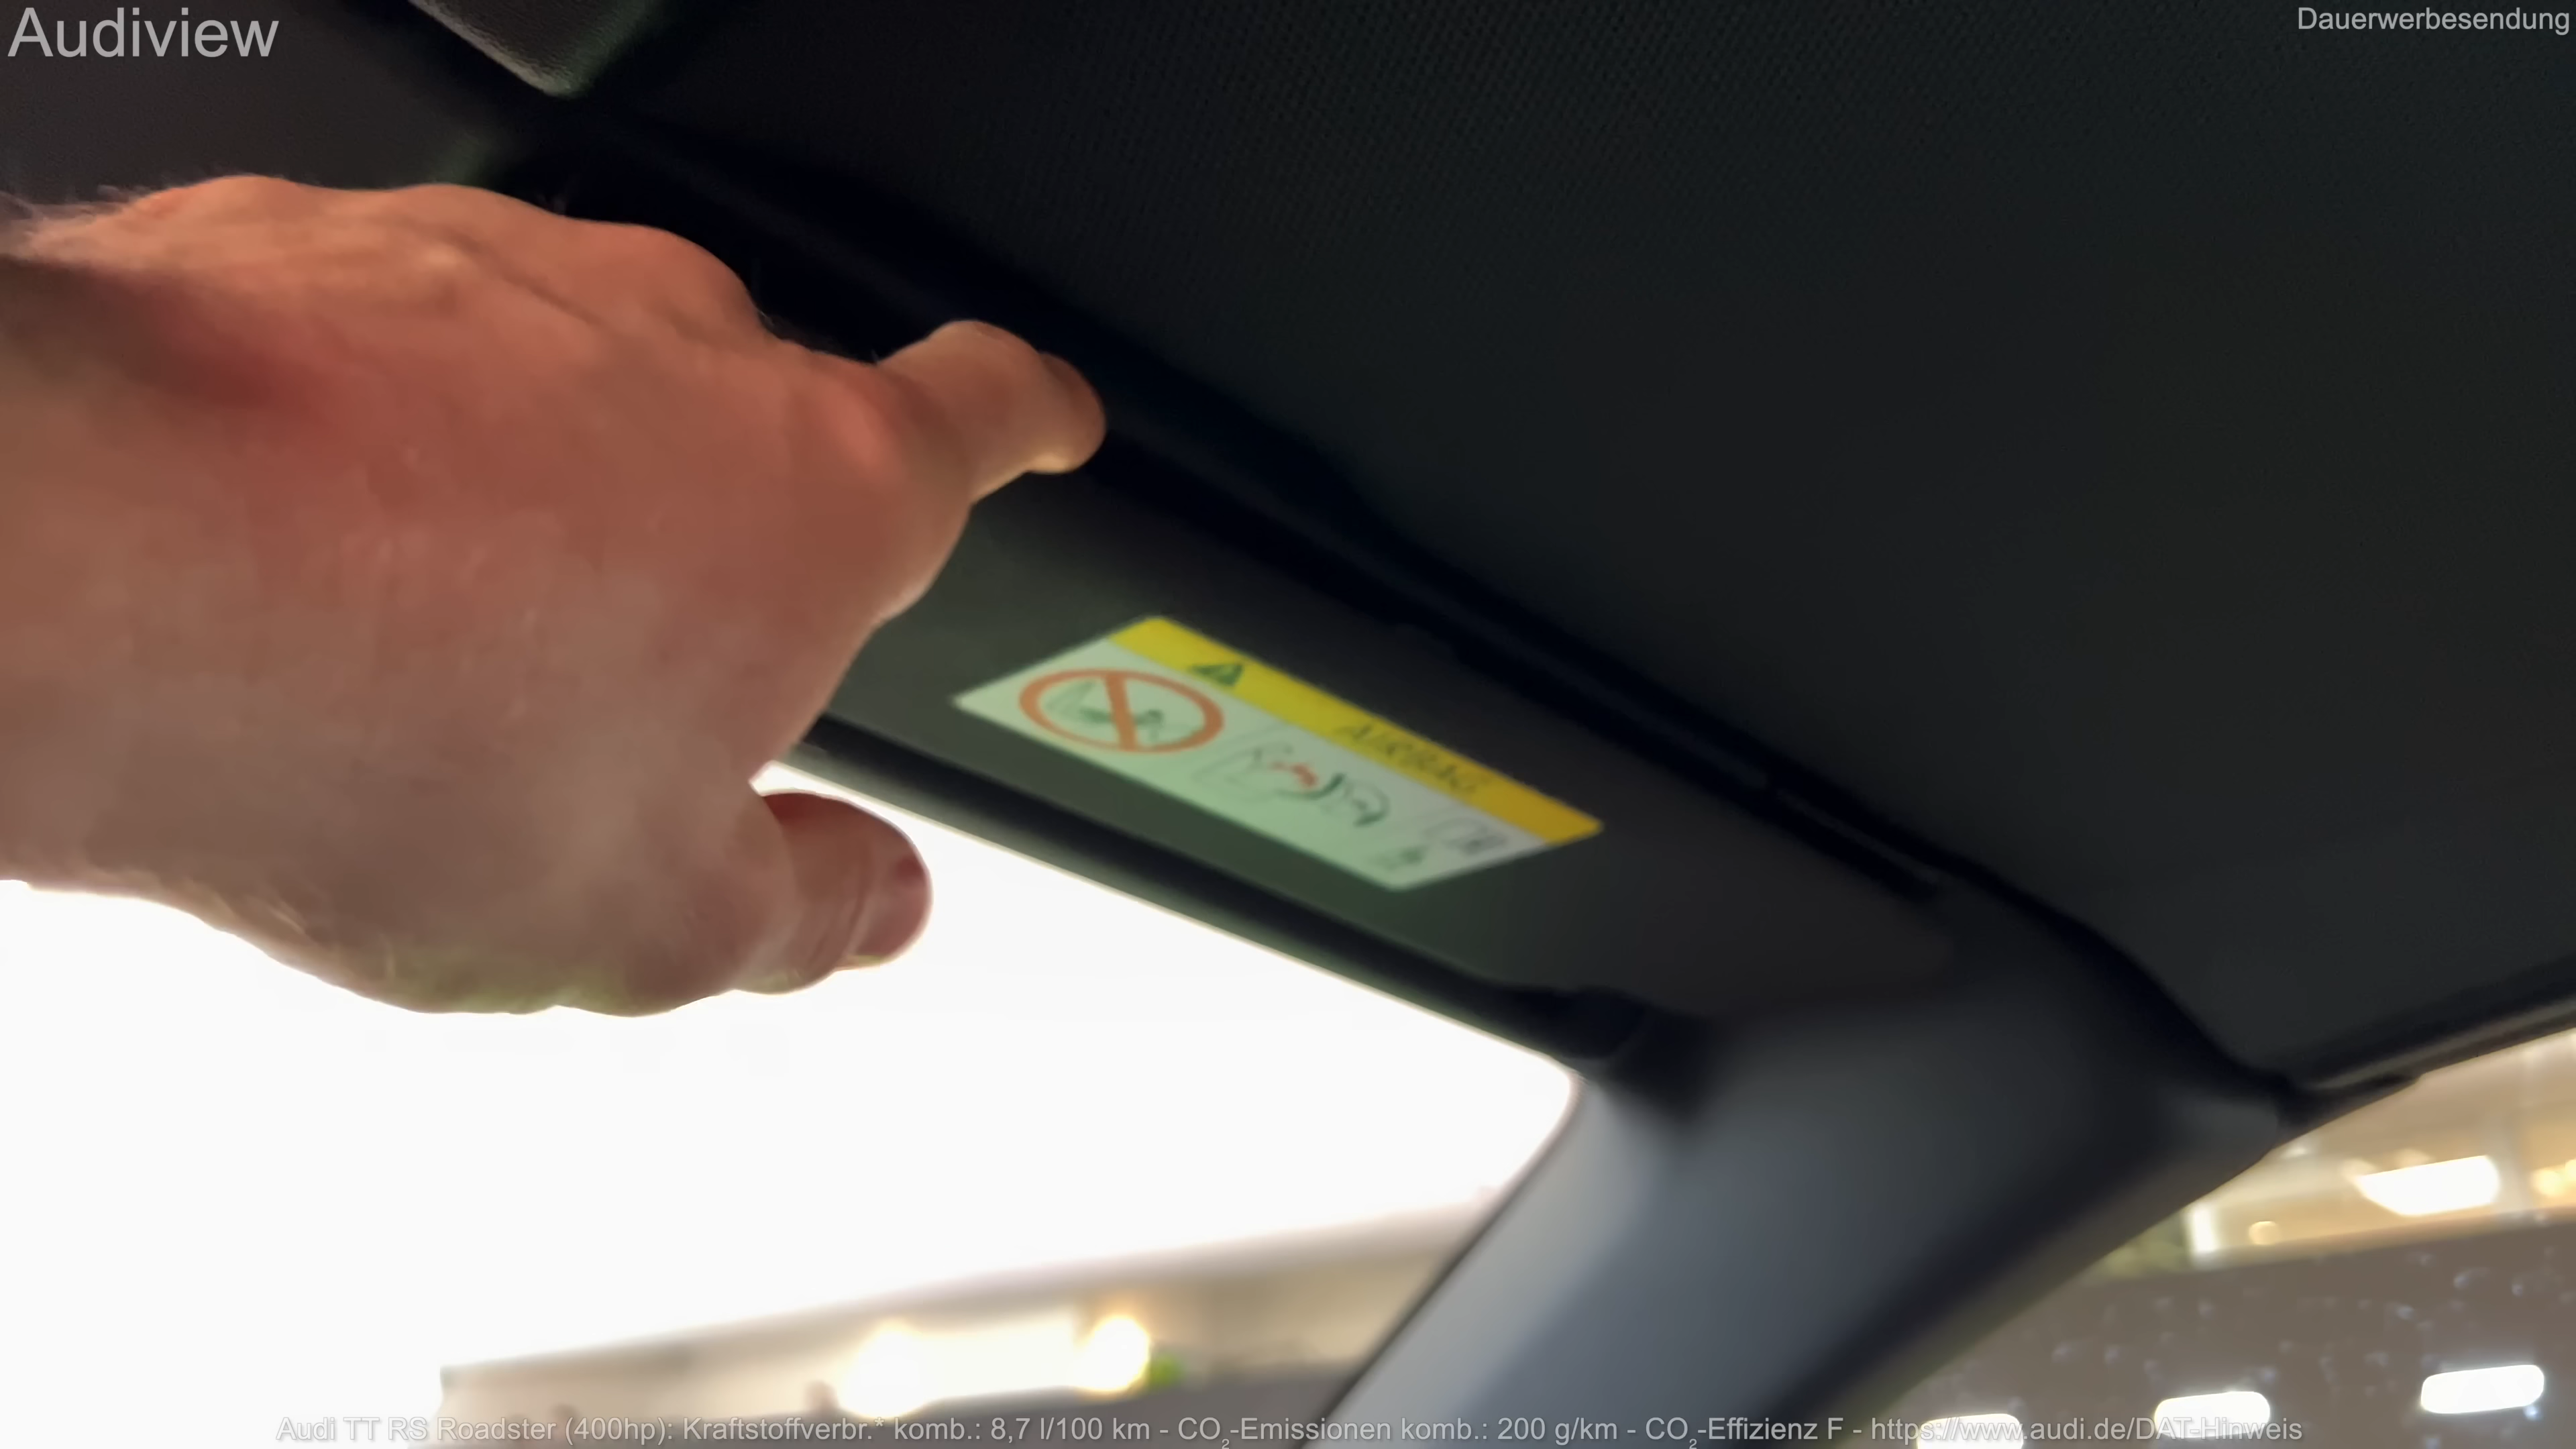 Audiview
Dauerwerbesendung
AIRBAG
Audi TT RS Roadster (400hp): Kraftstoffverbr.* komb.: 8,7 l/100 km - CO₂-Emissionen komb.: 200 g/km - CO₂-Effizienz F - https://www.audi.de/DAT-Hinweis